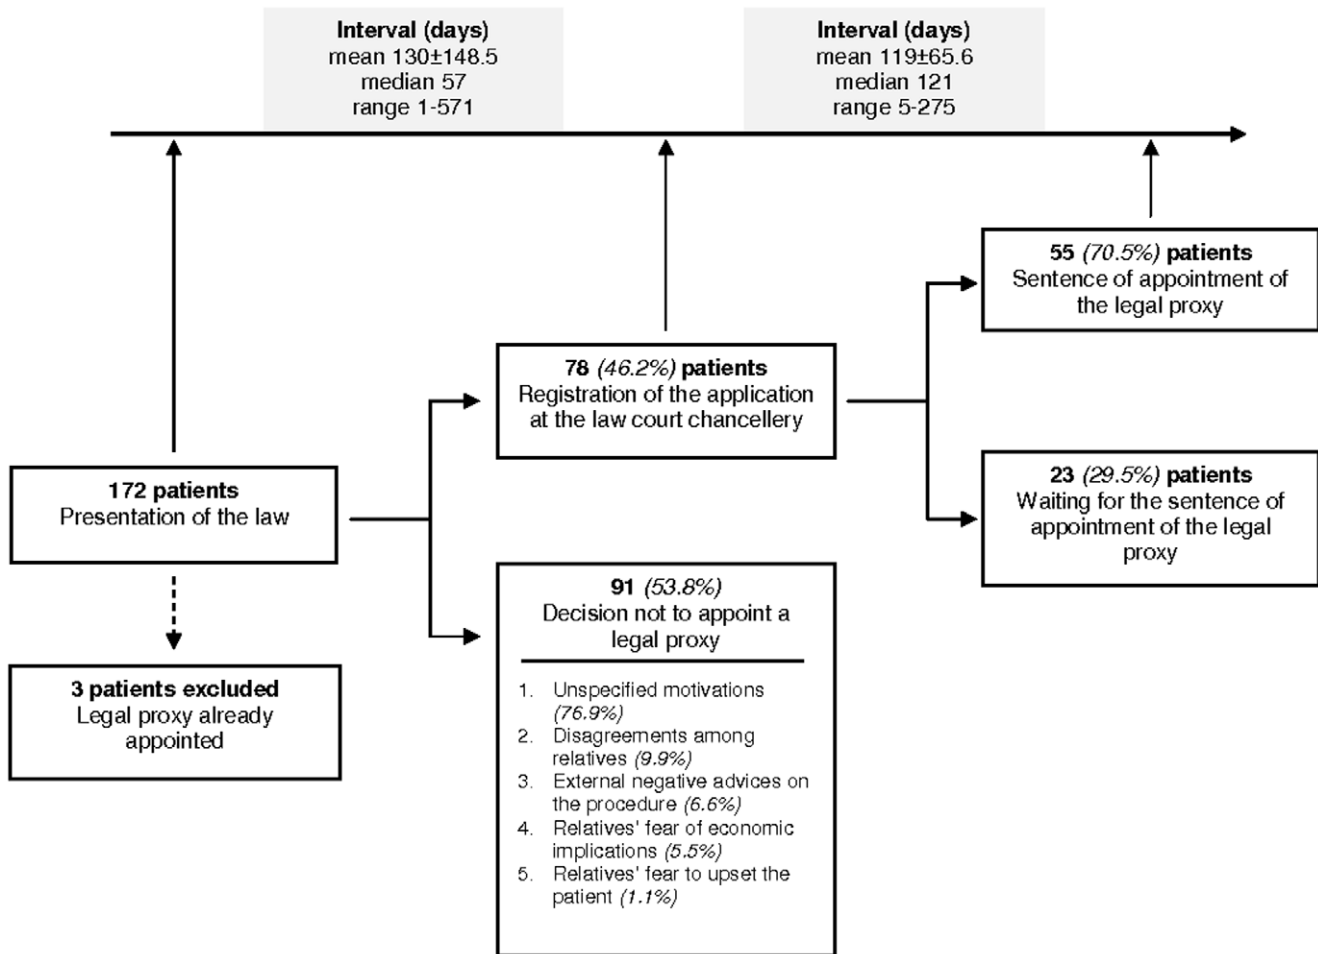 Interval (days)
mean 130±148.5
median 57
range 1-571
Interval (days)
mean 119±65.6
median 121
range 5-275
172 patients
Presentation of the law
3 patients excluded
Legal proxy already
appointed
78 (46.2%) patients
Registration of the application
at the law court chancellery
91 (53.8%)
Decision not to appoint a
legal proxy
1. Unspecified motivations
(76.9%)
2. Disagreements among
relatives (9.9%)
3. External negative advices on
the procedure (6.6%)
4. Relatives' fear of economic
implications (5.5%)
5. Relatives' fear to upset the
patient (1.1%)
55 (70.5%) patients
Sentence of appointment of
the legal proxy
23 (29.5%) patients
Waiting for the sentence of
appointment of the legal
proxy